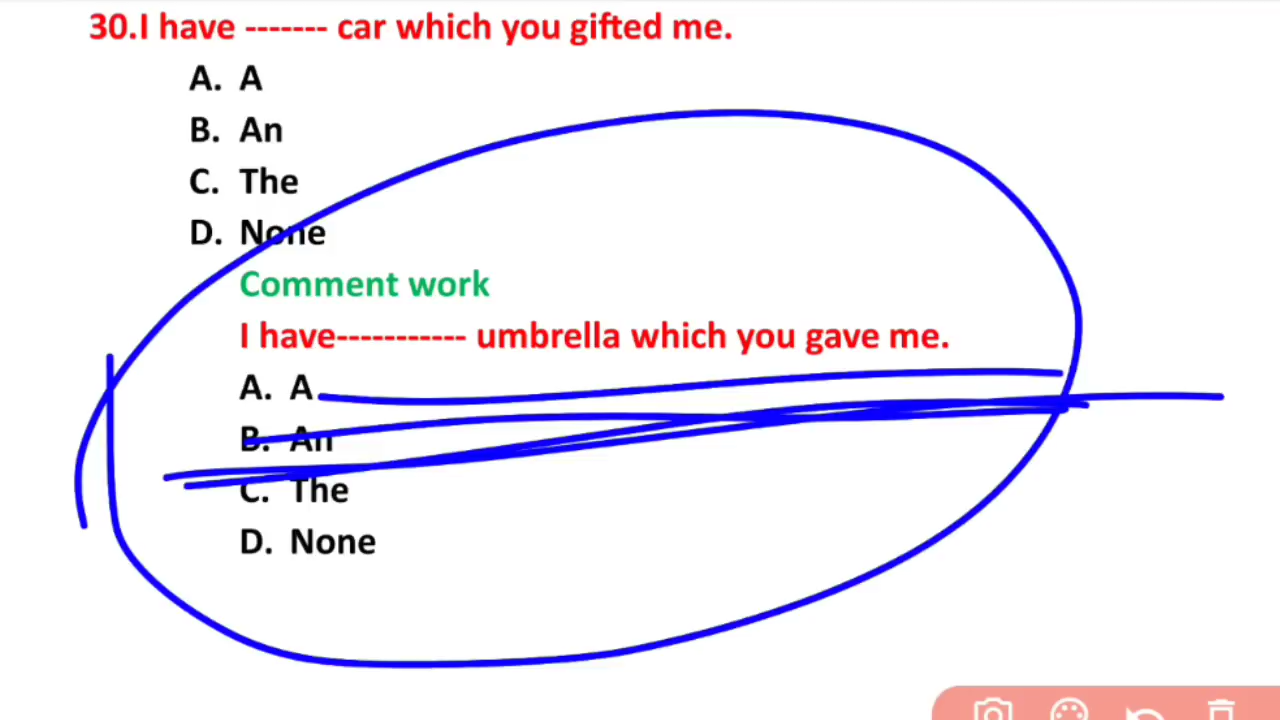 30.I have ------- car which you gifted me.
A. A
B. An
C. The
D. None
Comment work
I have----------- umbrella which you gave me.
A. A
B. An
C. The
D. None